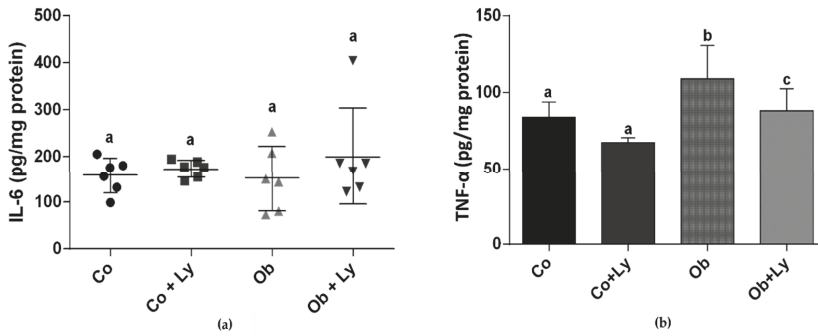 500
400
300
200
100
0
IL-6 (pg/mg protein)
a
a
a
a
Co
Co + Ly
Ob
Ob + Ly
(a)
150
100
50
0
TNF-α (pg/mg protein)
a
a
b
c
Co
Co+Ly
Ob
Ob+Ly
(b)